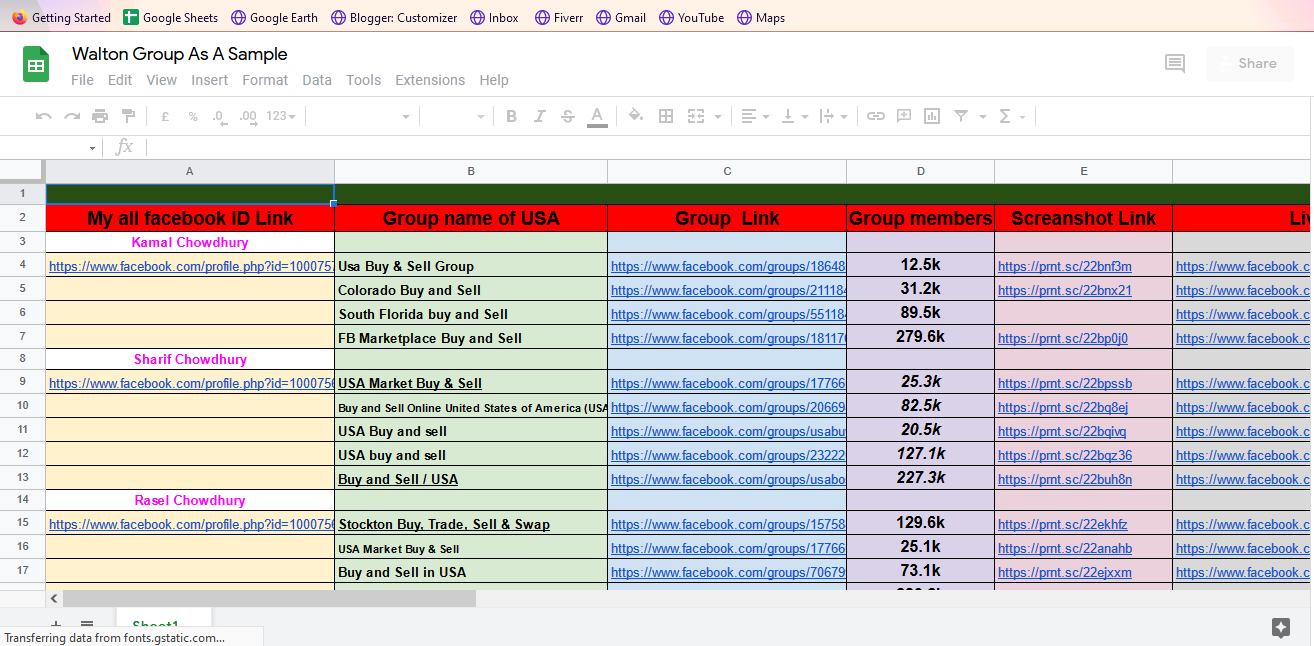 Getting Started Google Sheets Google Earth Blogger: Customizer Inbox Fiverr Gmail YouTube Maps
Walton Group As A Sample
Share
File Edit View Insert Format Data Tools Extensions Help
£ % .0 .00 123 B I S A Σ
fx
A B C D E
1
2 My all facebook ID Link Group name of USA Group Link Group members Screanshot Link Li
3 Kamal Chowdhury
4 https://www.facebook.com/profile.php?id=100075 Usa Buy & Sell Group https://www.facebook.com/groups/18648 12.5k https://prnt.sc/22bnf3m https://www.facebook.c
5 Colorado Buy and Sell https://www.facebook.com/groups/211184 31.2k https://prnt.sc/22bnx21 https://www.facebook.c
6 South Florida buy and Sell https://www.facebook.com/groups/551184 89.5k https://www.facebook.c
7 FB Marketplace Buy and Sell https://www.facebook.com/groups/181170 279.6k https://prnt.sc/22bp0j0 https://www.facebook.c
8 Sharif Chowdhury
9 https://www.facebook.com/profile.php?id=100075 USA Market Buy & Sell https://www.facebook.com/groups/17766 25.3k https://prnt.sc/22bpssb https://www.facebook.c
10 Buy and Sell Online United States of America (USA https://www.facebook.com/groups/20669 82.5k https://prnt.sc/22bq8ej https://www.facebook.c
11 USA Buy and sell https://www.facebook.com/groups/usabu 20.5k https://prnt.sc/22bqivq https://www.facebook.c
12 USA buy and sell https://www.facebook.com/groups/23222 127.1k https://prnt.sc/22bqz36 https://www.facebook.c
13 Buy and Sell / USA https://www.facebook.com/groups/usabo 227.3k https://prnt.sc/22buh8n https://www.facebook.c
14 Rasel Chowdhury
15 https://www.facebook.com/profile.php?id=100075 Stockton Buy, Trade, Sell & Swap https://www.facebook.com/groups/15758 129.6k https://prnt.sc/22ekhfz https://www.facebook.c
16 USA Market Buy & Sell https://www.facebook.com/groups/17766 25.1k https://prnt.sc/22anahb https://www.facebook.c
17 Buy and Sell in USA https://www.facebook.com/groups/70679 73.1k https://prnt.sc/22ejxxm https://www.facebook.c
Sheet1
Transferring data from fonts.gstatic.com...